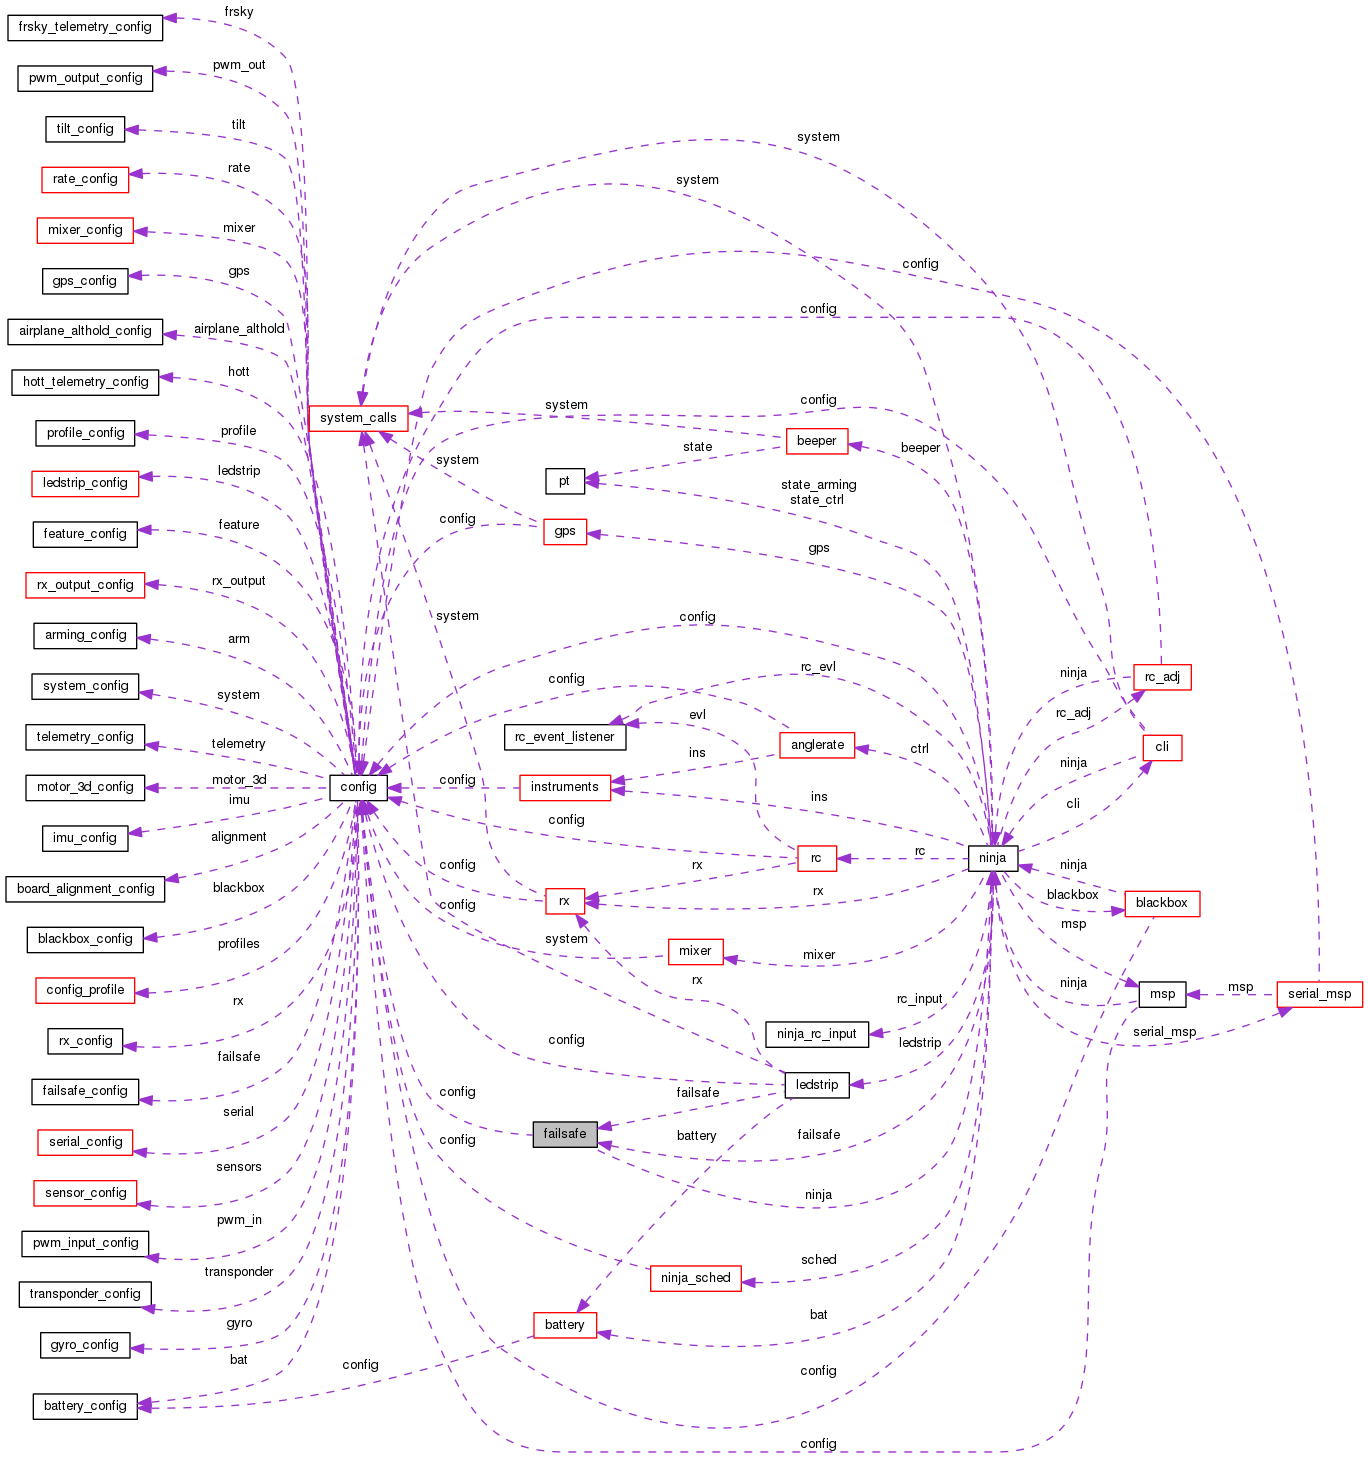 frsky_telemetry_config
pwm_output_config
tilt_config
rate_config
mixer_config
gps_config
airplane_althold_config
hott_telemetry_config
profile_config
ledstrip_config
feature_config
rx_output_config
arming_config
system_config
telemetry_config
motor_3d_config
imu_config
board_alignment_config
blackbox_config
config_profile
rx_config
failsafe_config
serial_config
sensor_config
pwm_input_config
transponder_config
gyro_config
battery_config
frsky
pwm_out
tilt
rate
mixer
gps
airplane_althold
hott
profile
ledstrip
feature
rx_output
arm
system
telemetry
motor_3d
imu
alignment
blackbox
profiles
rx
failsafe
serial
sensors
pwm_in
transponder
gyro
bat
system_calls
config
system
config
system
config
config
config
system
config
config
config
config
system
pt
gps
rc_event_listener
instruments
rx
failsafe
battery
config
config
system
config
system
state
config
evl
ins
rx
mixer
rx
failsafe
battery
ninja_sched
system
config
config
config
beeper
state_arming
state_ctrl
gps
rc_evl
anglerate
ins
rc
rx
mixer
ninja_rc_input
ledstrip
failsafe
ninja
sched
bat
config
config
config
beeper
ctrl
rc
rc_input
ledstrip
ninja
ninja
rc_adj
ninja
cli
ninja
blackbox
msp
ninja
serial_msp
rc_adj
cli
blackbox
msp
msp
serial_msp